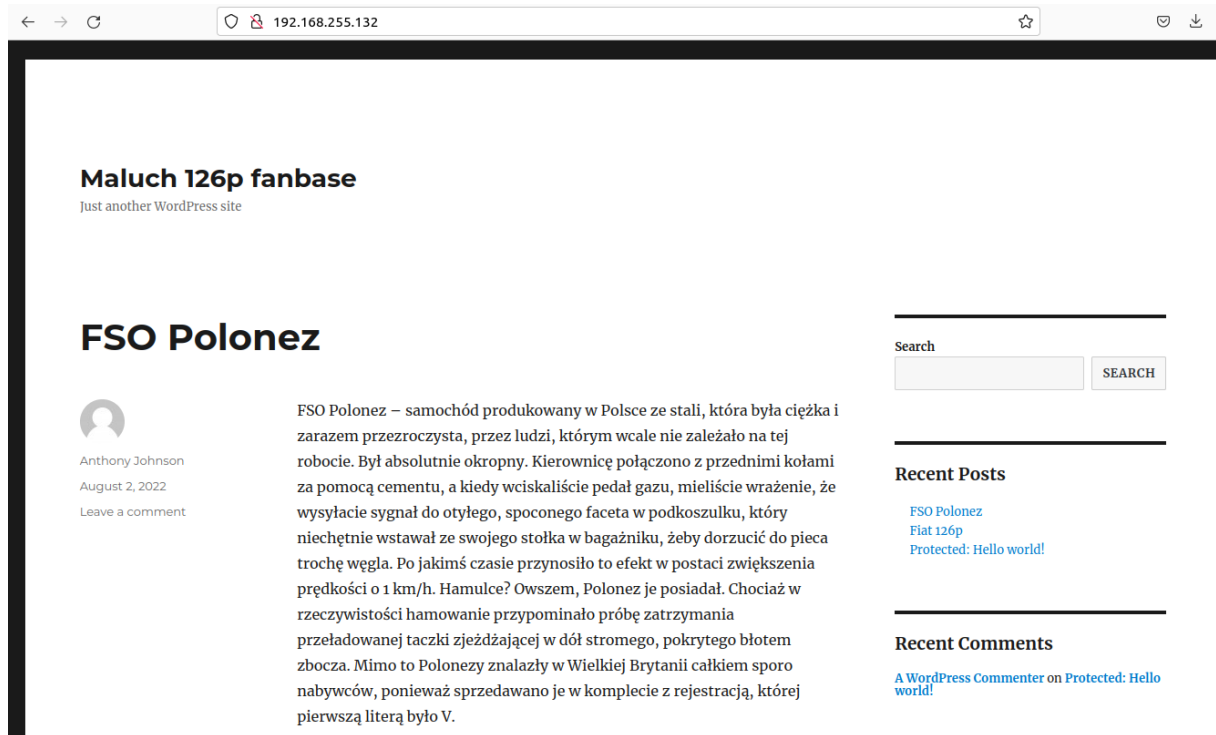 192.168.255.132
Maluch 126p fanbase
Just another WordPress site
FSO Polonez
Anthony Johnson
August 2, 2022
Leave a comment
FSO Polonez – samochód produkowany w Polsce ze stali, która była ciężka i
zarazem przezroczysta, przez ludzi, którym wcale nie zależało na tej
robocie. Był absolutnie okropny. Kierownicę połączono z przednimi kołami
za pomocą cementu, a kiedy wciskaliście pedał gazu, mieliście wrażenie, że
wysyłacie sygnał do otyłego, spoconego faceta w podkoszulku, który
niechętnie wstawał ze swojego stołka w bagażniku, żeby dorzucić do pieca
trochę węgla. Po jakimś czasie przynosiło to efekt w postaci zwiększenia
prędkości o 1 km/h. Hamulce? Owszem, Polonez je posiadał. Chociaż w
rzeczywistości hamowanie przypominało próbę zatrzymania
przeładowanej taczki zjeżdżającej w dół stromego, pokrytego błotem
zbocza. Mimo to Polonezy znalazły w Wielkiej Brytanii całkiem sporo
nabywców, ponieważ sprzedawano je w komplecie z rejestracją, której
pierwszą literą było V.
Search
SEARCH
Recent Posts
FSO Polonez
Fiat 126p
Protected: Hello world!
Recent Comments
A WordPress Commenter on Protected: Hello
world!